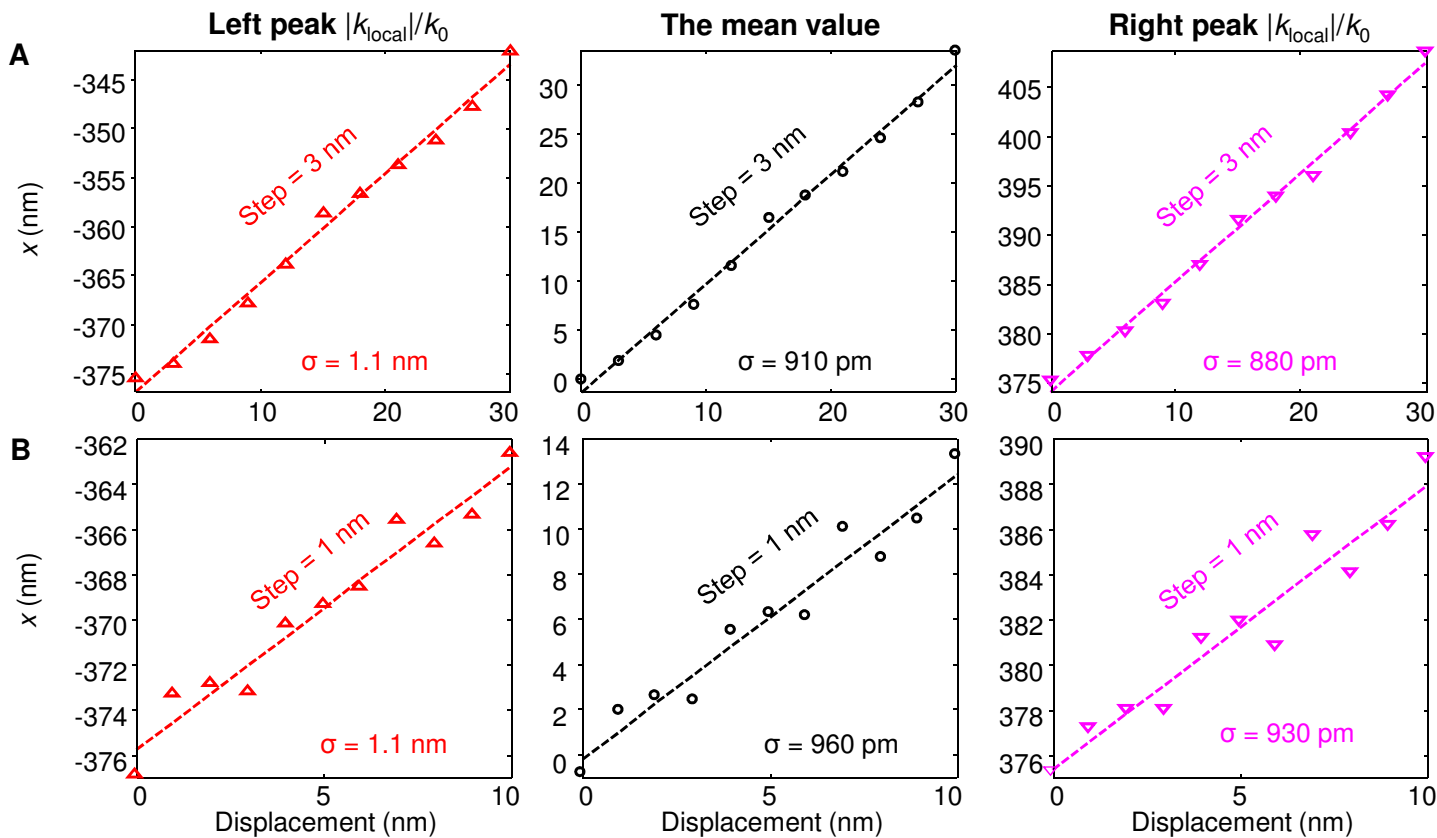 Left peak |k_local|/k_0
The mean value
Right peak |k_local|/k_0
A
x (nm)
-345
-350
-355
-360
-365
-370
-375
0 10 20 30
Step = 3 nm
σ = 1.1 nm
30
25
20
15
10
5
0
0 10 20 30
Step = 3 nm
σ = 910 pm
405
400
395
390
385
380
375
0 10 20 30
Step = 3 nm
σ = 880 pm
B
x (nm)
-362
-364
-366
-368
-370
-372
-374
-376
0 5 10
Displacement (nm)
Step = 1 nm
σ = 1.1 nm
14
12
10
8
6
4
2
0
0 5 10
Displacement (nm)
Step = 1 nm
σ = 960 pm
390
388
386
384
382
380
378
376
0 5 10
Displacement (nm)
Step = 1 nm
σ = 930 pm